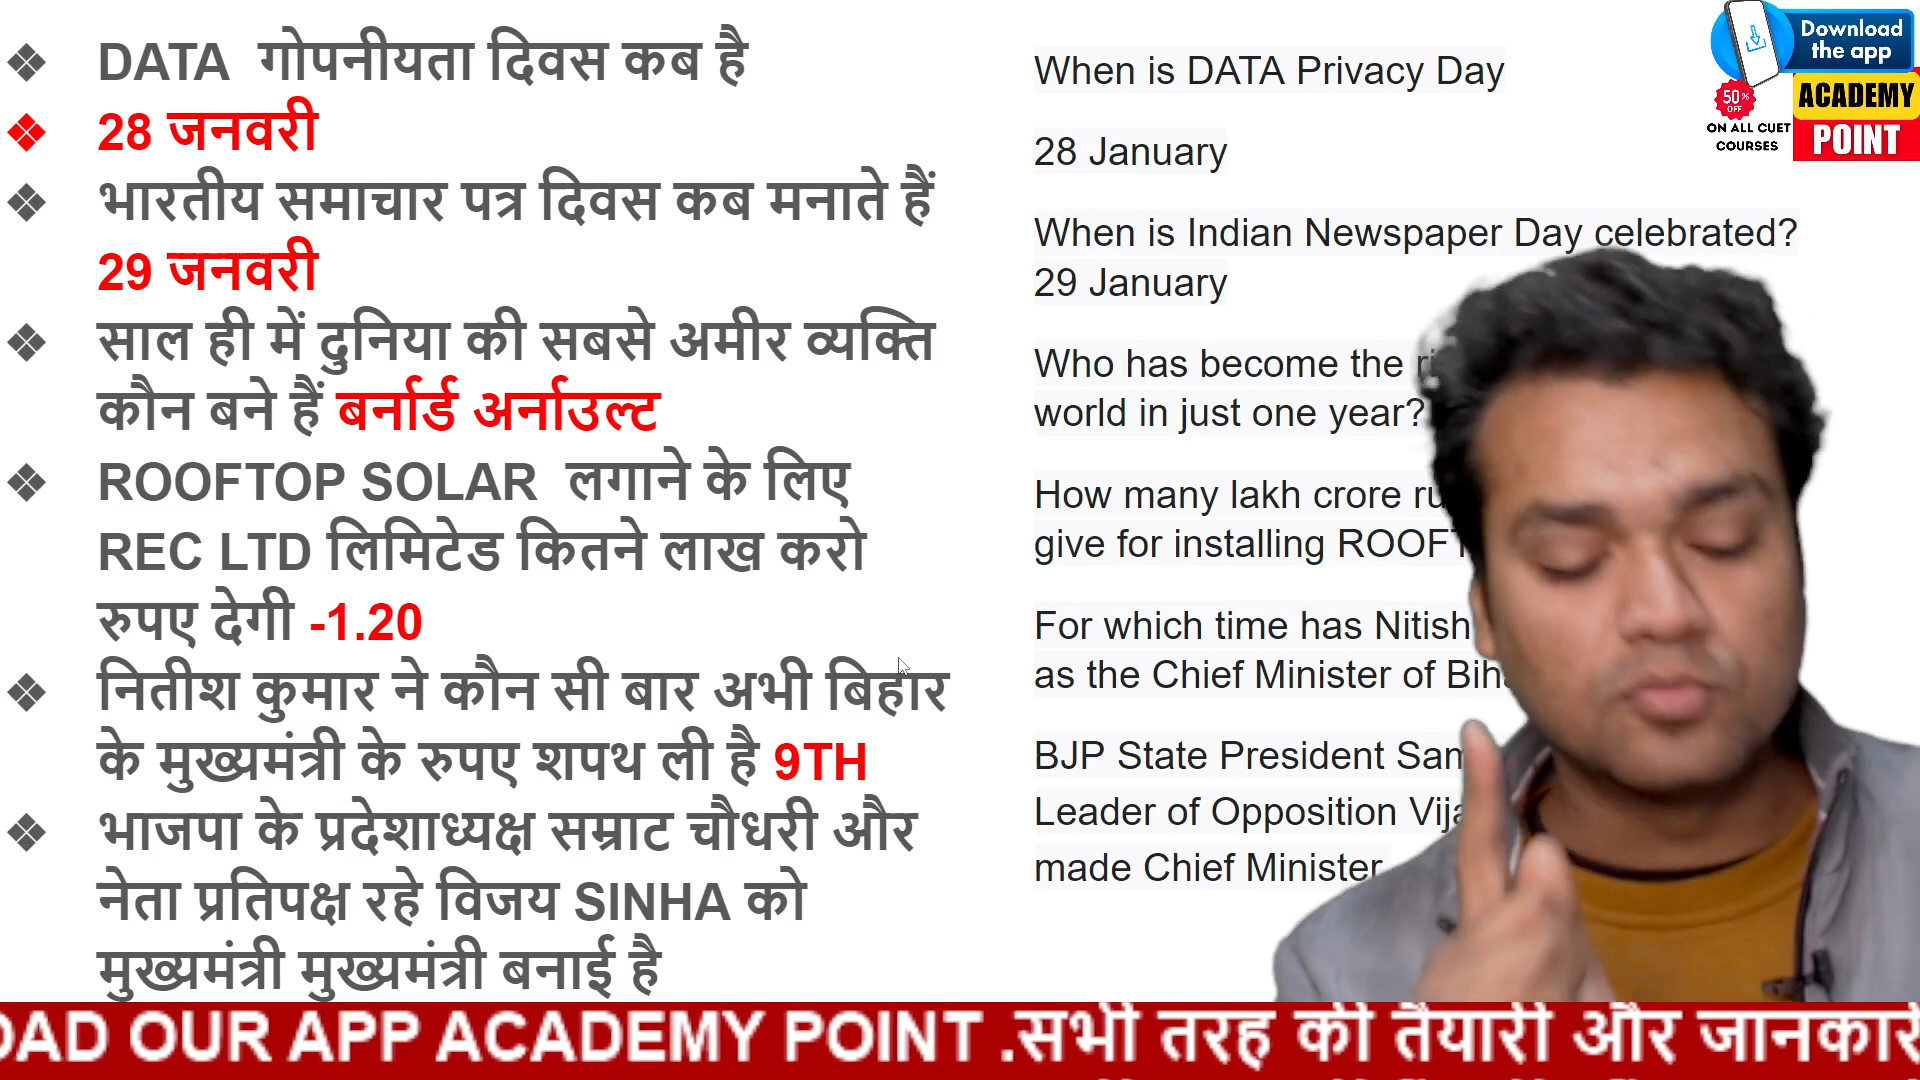 DATA गोपनीयता दिवस कब है
28 जनवरी
भारतीय समाचार पत्र दिवस कब मनाते हैं
29 जनवरी
साल ही में दुनिया की सबसे अमीर व्यक्ति
कौन बने हैं बर्नार्ड अर्नाउल्ट
ROOFTOP SOLAR लगाने के लिए
REC LTD लिमिटेड कितने लाख करो
रुपए देगी -1.20
नितीश कुमार ने कौन सी बार अभी बिहार
के मुख्यमंत्री के रुपए शपथ ली है 9TH
भाजपा के प्रदेशाध्यक्ष सम्राट चौधरी और
नेता प्रतिपक्ष रहे विजय SINHA को
मुख्यमंत्री मुख्यमंत्री बनाई है
When is DATA Privacy Day
28 January
When is Indian Newspaper Day celebrated?
29 January
Who has become the
world in just one year?
How many lakh crore
give for installing
For which time has Nitish
as the Chief Minister of
BJP State President
Leader of Opposition
made Chief Minister
Download
the app
50% OFF
ON ALL CUET
COURSES
ACADEMY
POINT
OUR APP ACADEMY POINT .सभी तरह की तैयारी और